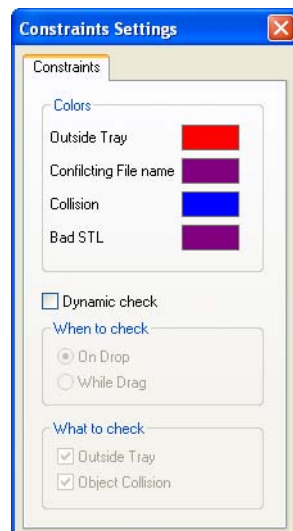 Constraints Settings
Constraints
Colors
Outside Tray
Confilcting File name
Collision
Bad STL
Dynamic check
When to check
On Drop
While Drag
What to check
Outside Tray
Object Collision